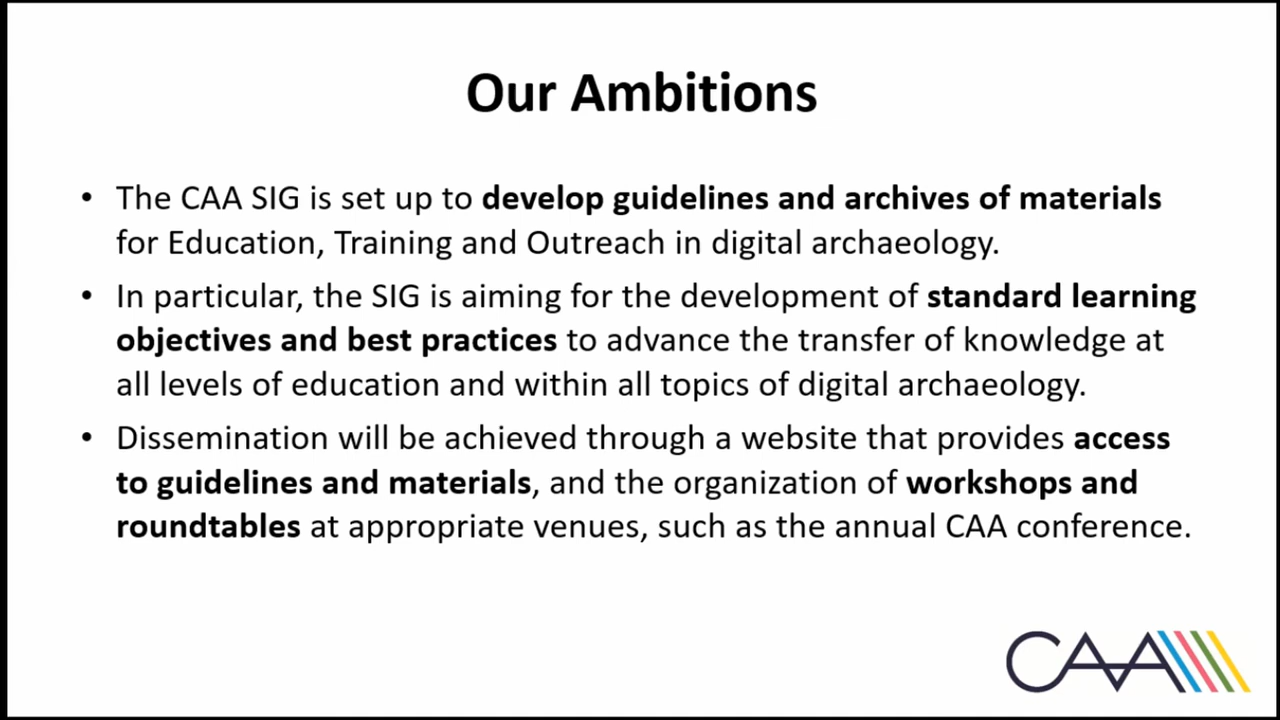 Our Ambitions
• The CAA SIG is set up to develop guidelines and archives of materials
for Education, Training and Outreach in digital archaeology.
• In particular, the SIG is aiming for the development of standard learning
objectives and best practices to advance the transfer of knowledge at
all levels of education and within all topics of digital archaeology.
• Dissemination will be achieved through a website that provides access
to guidelines and materials, and the organization of workshops and
roundtables at appropriate venues, such as the annual CAA conference.
CAA